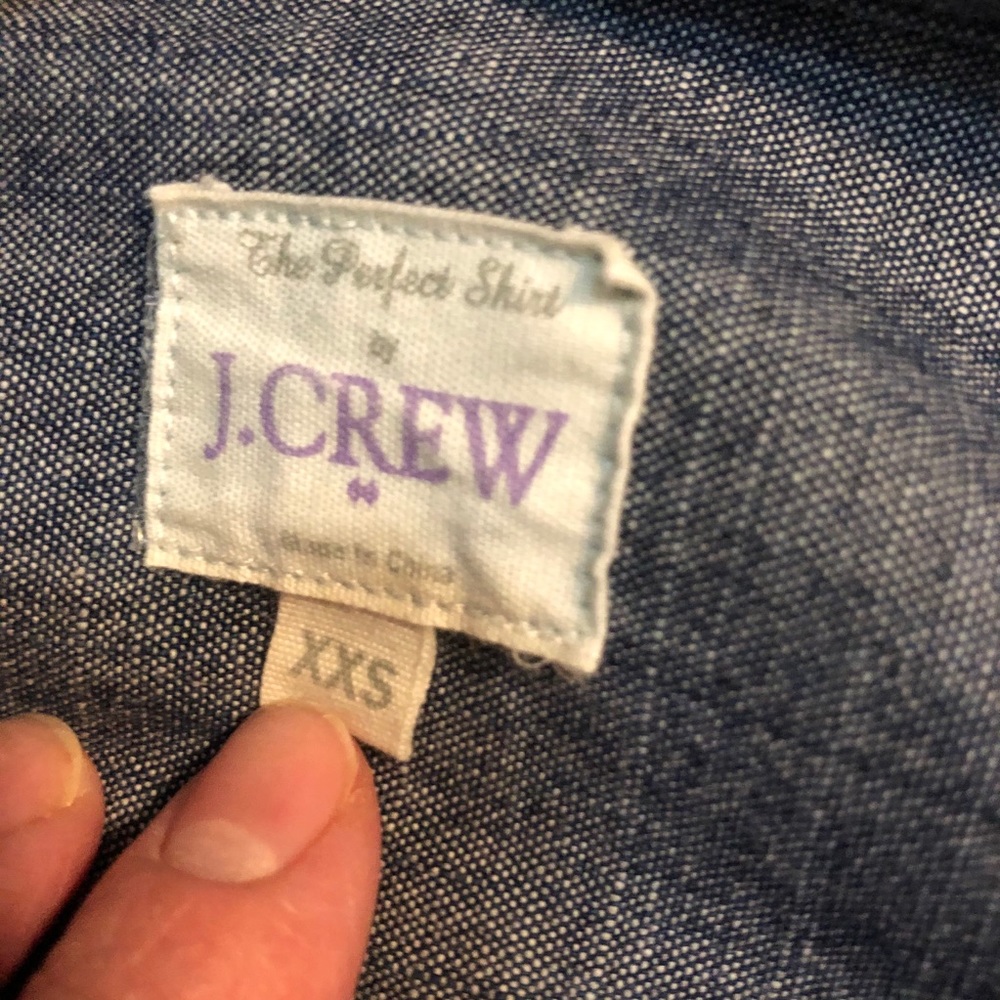 The Perfect Shirt
by
J.CREW
Made in China
XXS